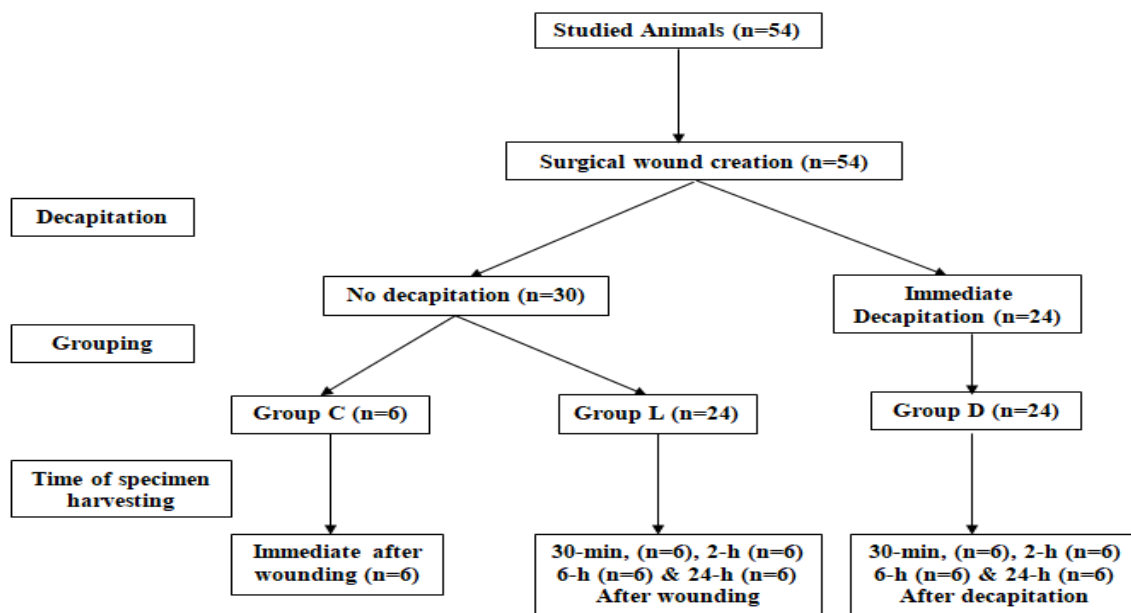 Studied Animals (n=54)
Surgical wound creation (n=54)
Decapitation
No decapitation (n=30)
Immediate
Decapitation (n=24)
Grouping
Group C (n=6)
Group L (n=24)
Group D (n=24)
Time of specimen
harvesting
Immediate after
wounding (n=6)
30-min, (n=6), 2-h (n=6)
6-h (n=6) & 24-h (n=6)
After wounding
30-min, (n=6), 2-h (n=6)
6-h (n=6) & 24-h (n=6)
After decapitation